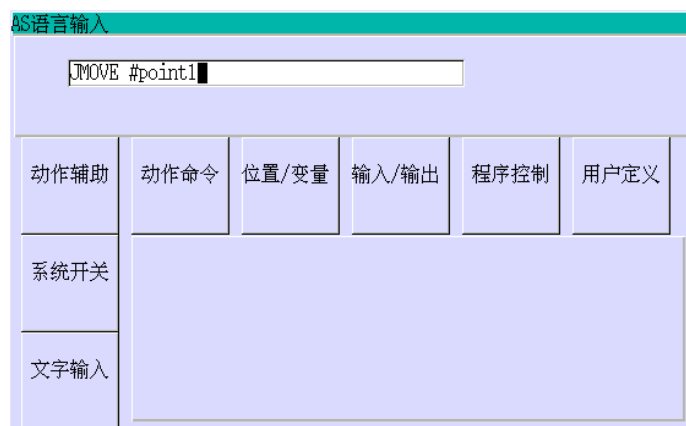 AS语言输入
JMOVE #point1
动作辅助 动作命令 位置/变量 输入/输出 程序控制 用户定义
系统开关
文字输入